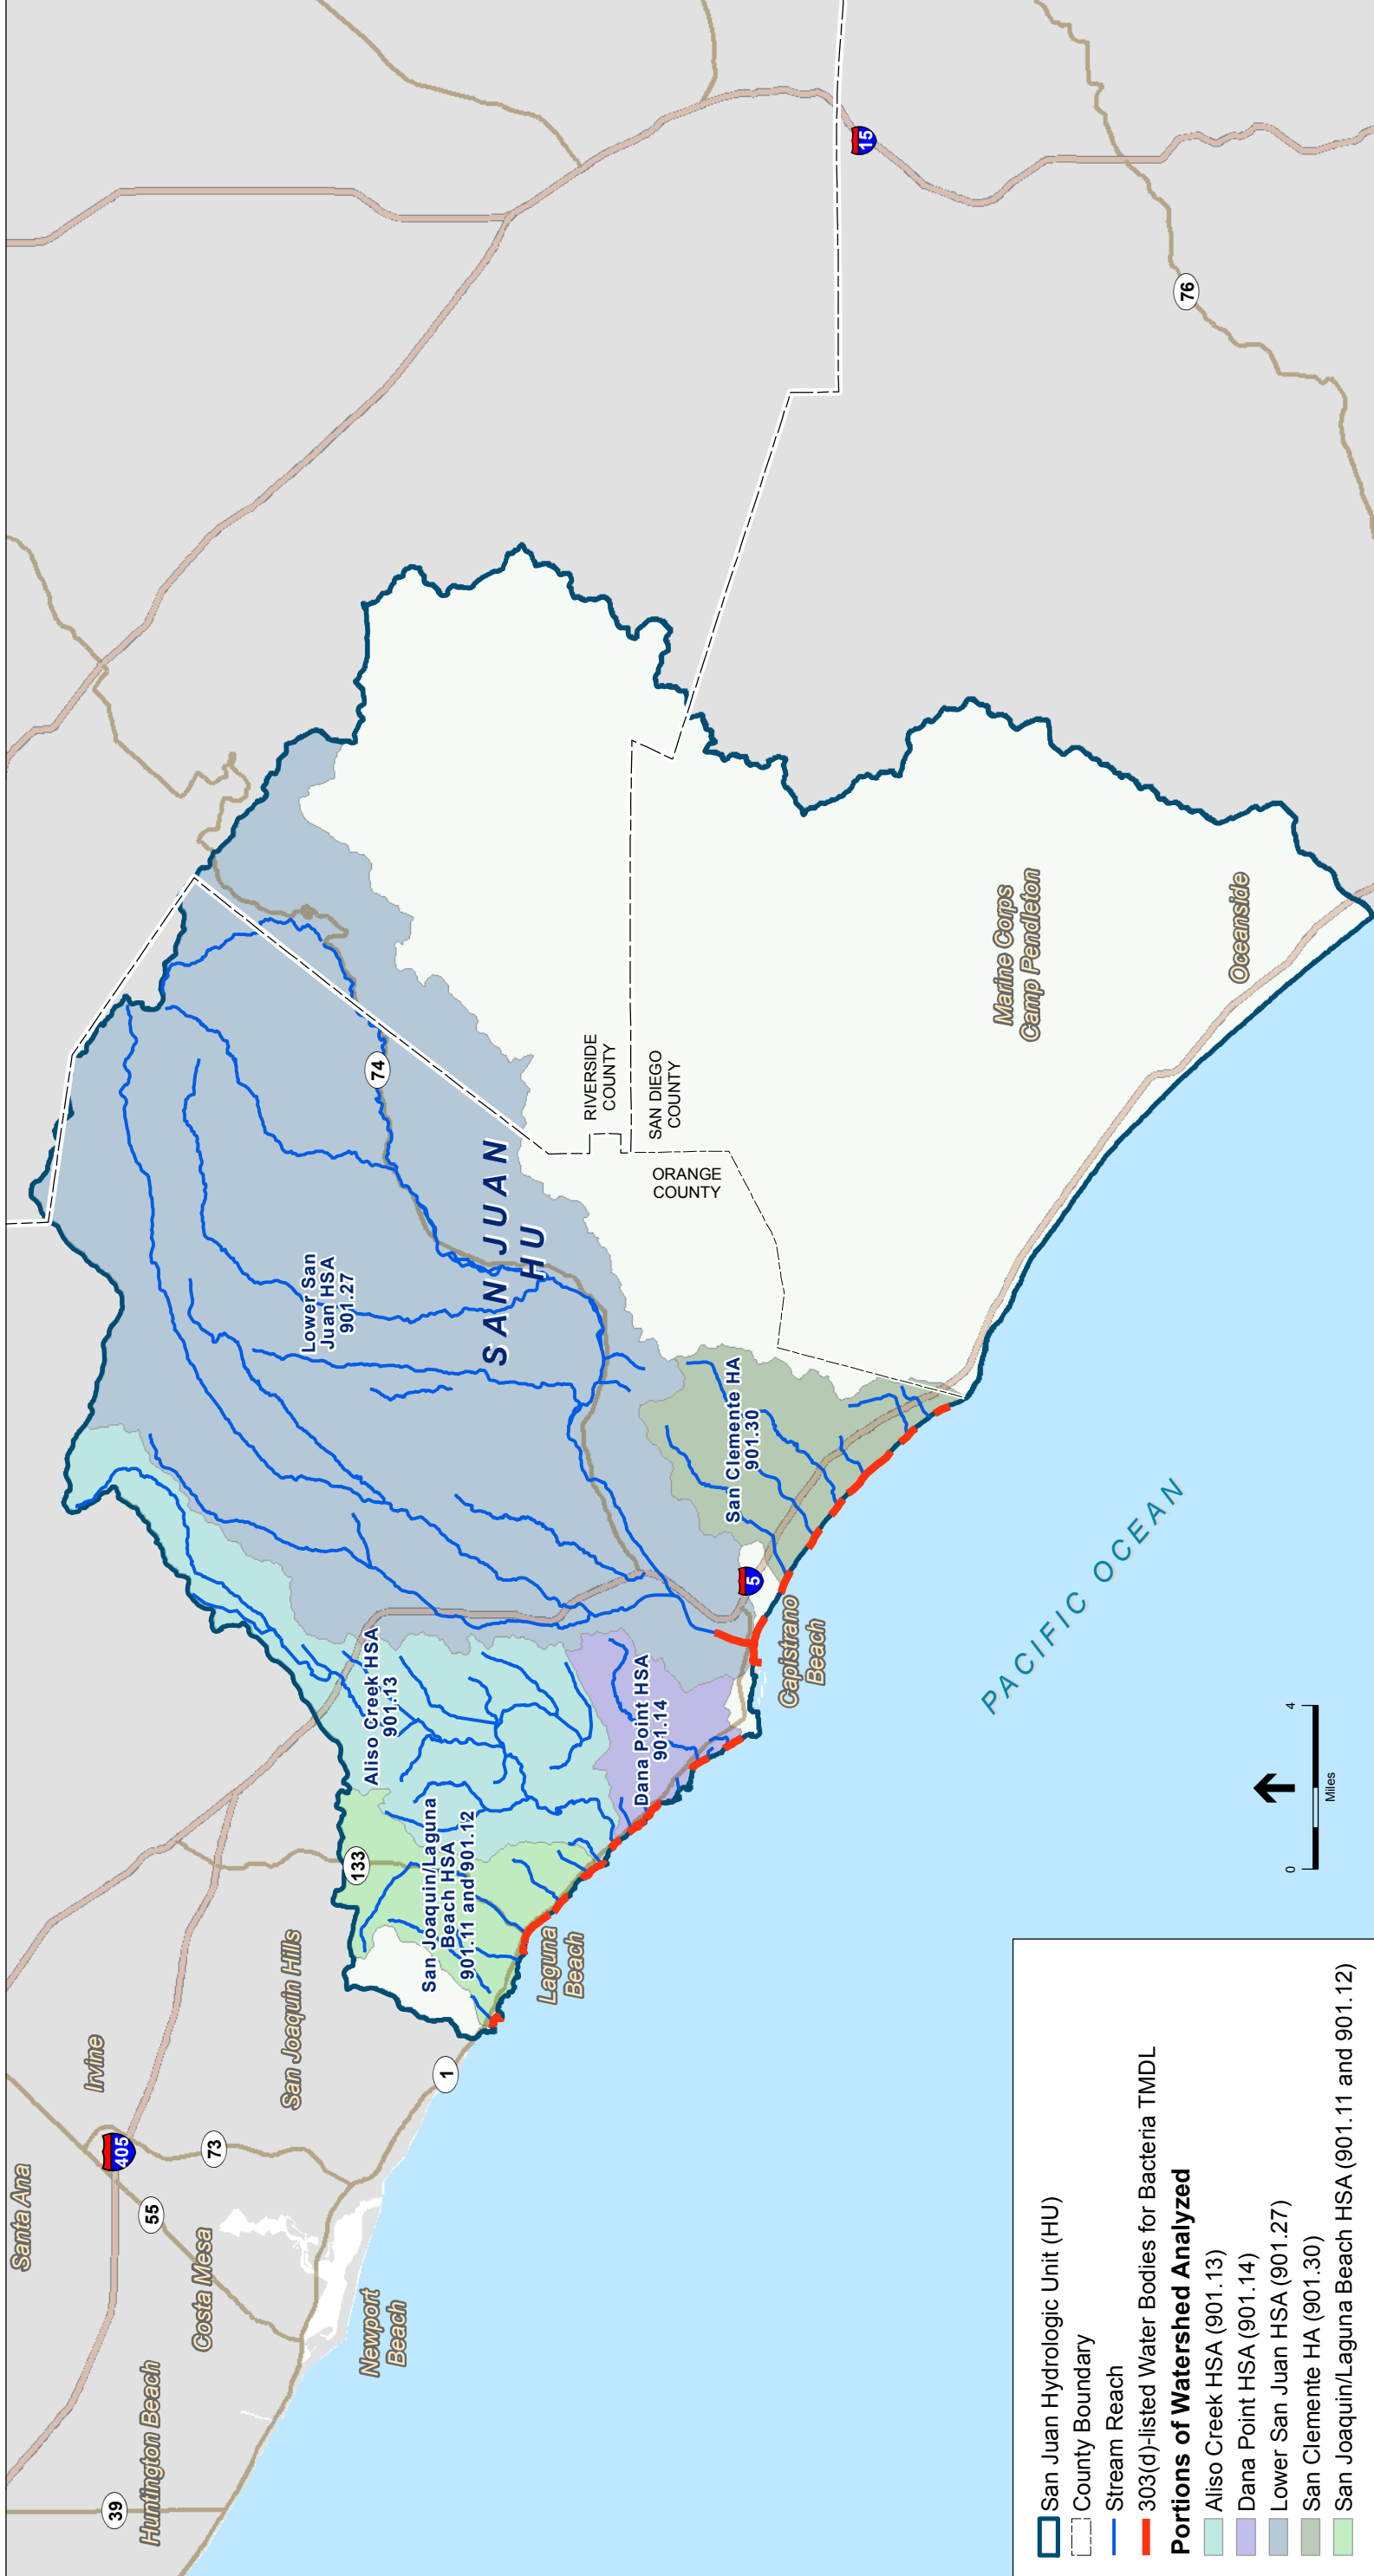 Santa Ana
Irvine
405
39
Huntington Beach
55
Costa Mesa
73
San Joaquin Hills
Newport
Beach
1
133
San Joaquin/Laguna
Beach HSA
901.11 and 901.12
Laguna
Beach
Aliso Creek HSA
901.13
Dana Point HSA
901.14
Lower San
Juan HSA
901.27
SAN JUAN
HU
74
RIVERSIDE
COUNTY
SAN DIEGO
COUNTY
ORANGE
COUNTY
San Clemente HA
901.30
5
Capistrano
Beach
15
76
Marine Corps
Camp Pendleton
Oceanside
PACIFIC OCEAN
0
4
Miles
San Juan Hydrologic Unit (HU)
County Boundary
Stream Reach
303(d)-listed Water Bodies for Bacteria TMDL
Portions of Watershed Analyzed
Aliso Creek HSA (901.13)
Dana Point HSA (901.14)
Lower San Juan HSA (901.27)
San Clemente HA (901.30)
San Joaquin/Laguna Beach HSA (901.11 and 901.12)